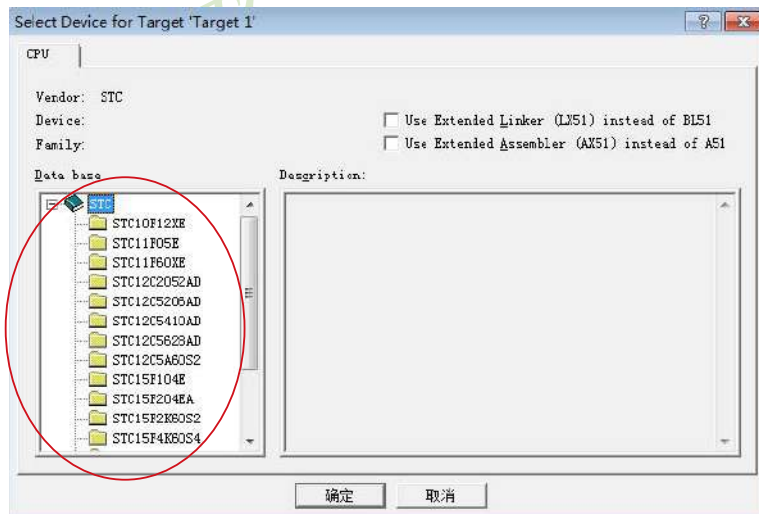 Select Device for Target 'Target 1'
CPU
Vendor: STC
Device:
Use Extended Linker (LX51) instead of BL51
Family:
Use Extended Assembler (AX51) instead of A51
Data base
Description:
STC
STC10F12XE
STC11F05E
STC11F60XE
STC12C2052AD
STC12C5206AD
STC12C5410AD
STC12C5628AD
STC12C5A60S2
STC15F104E
STC15F204EA
STC15F2K60S2
STC15F4K60S4
确定
取消